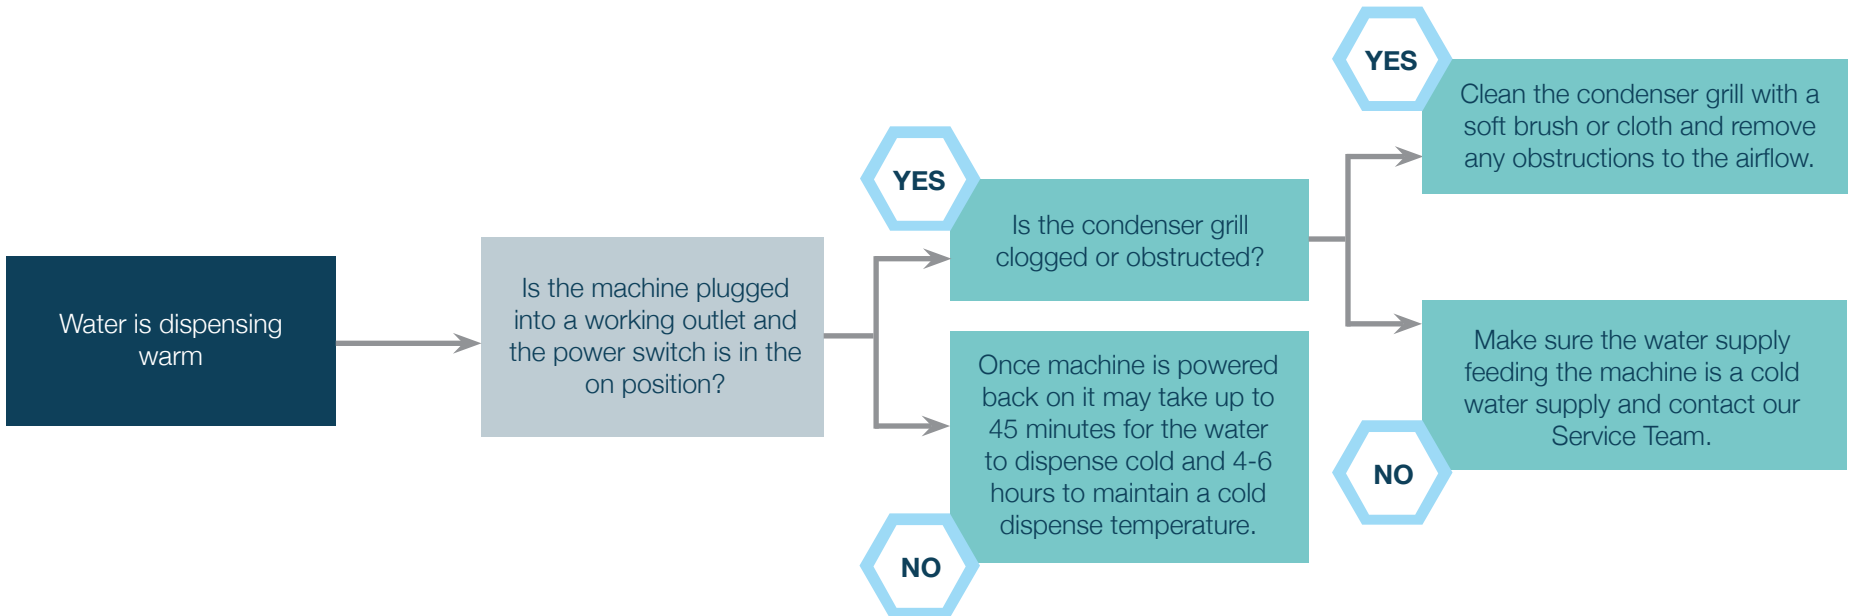 Water is dispensing
warm
Is the machine plugged
into a working outlet and
the power switch is in the
on position?
YES
Is the condenser grill
clogged or obstructed?
Once machine is powered
back on it may take up to
45 minutes for the water
to dispense cold and 4-6
hours to maintain a cold
dispense temperature.
NO
YES
Clean the condenser grill with a
soft brush or cloth and remove
any obstructions to the airflow.
Make sure the water supply
feeding the machine is a cold
water supply and contact our
Service Team.
NO